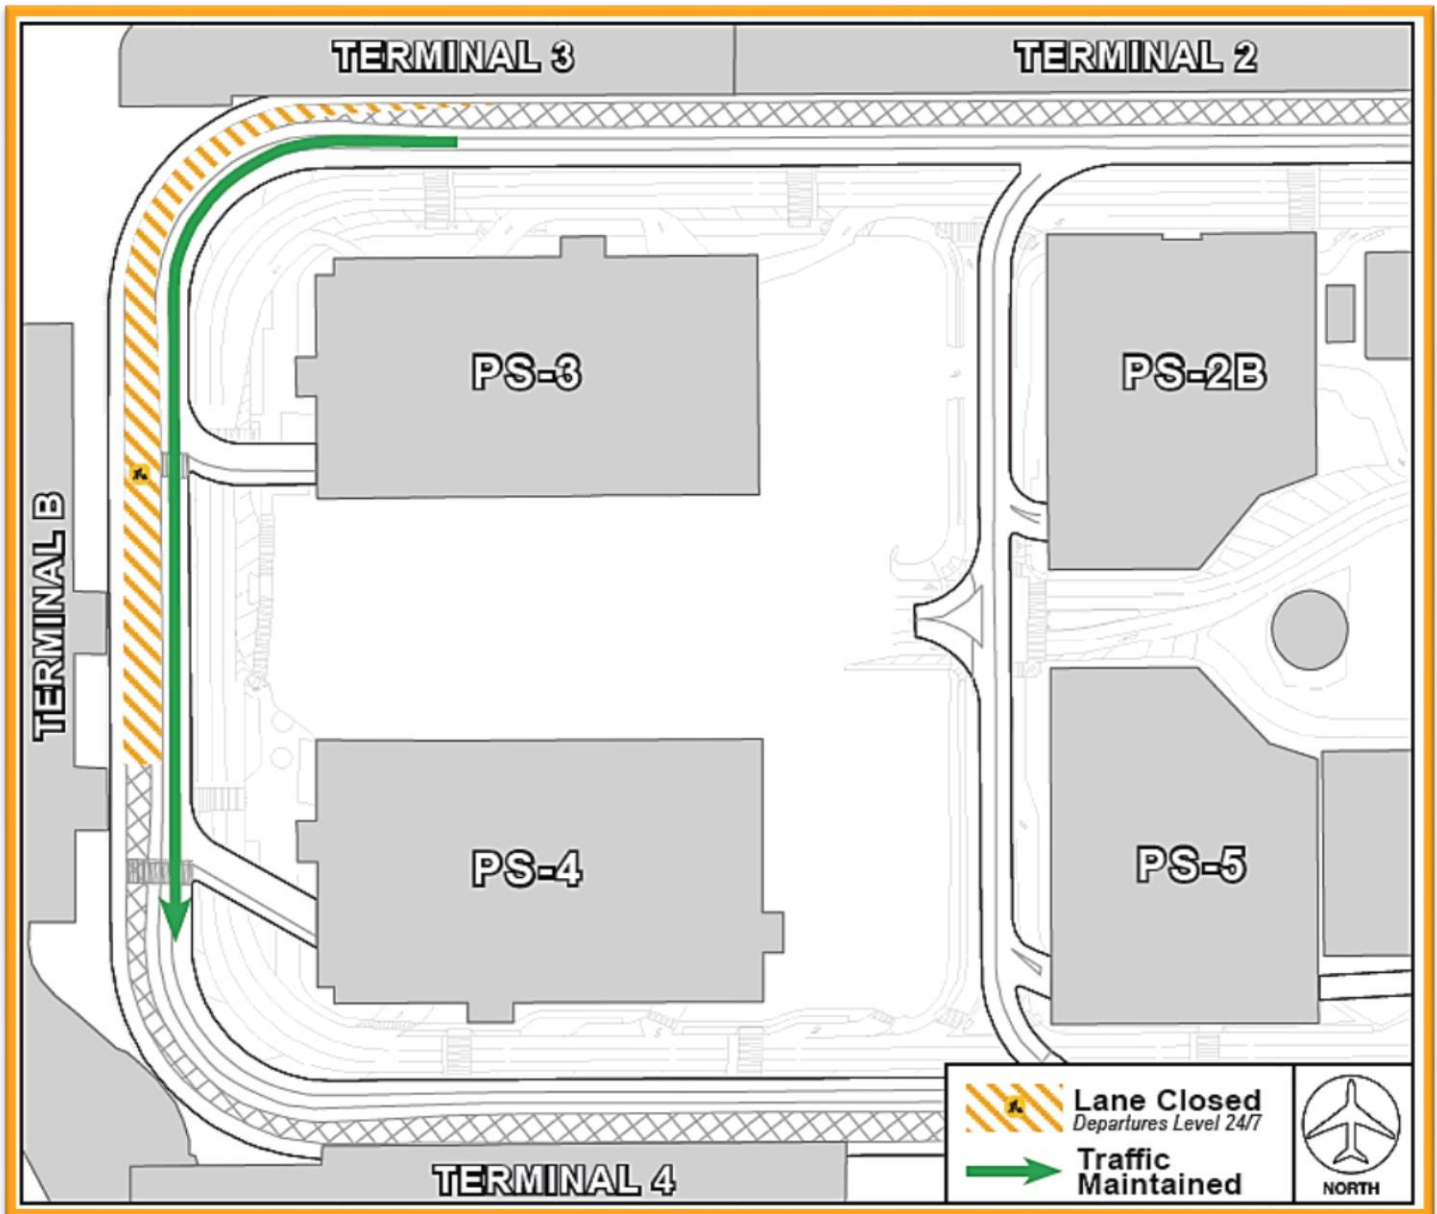 TERMINAL 3
TERMINAL 2
PS-3
PS-2B
TERMINAL B
PS-4
PS-5
Lane Closed
Departures Level 24/7
Traffic
Maintained
NORTH
TERMINAL 4